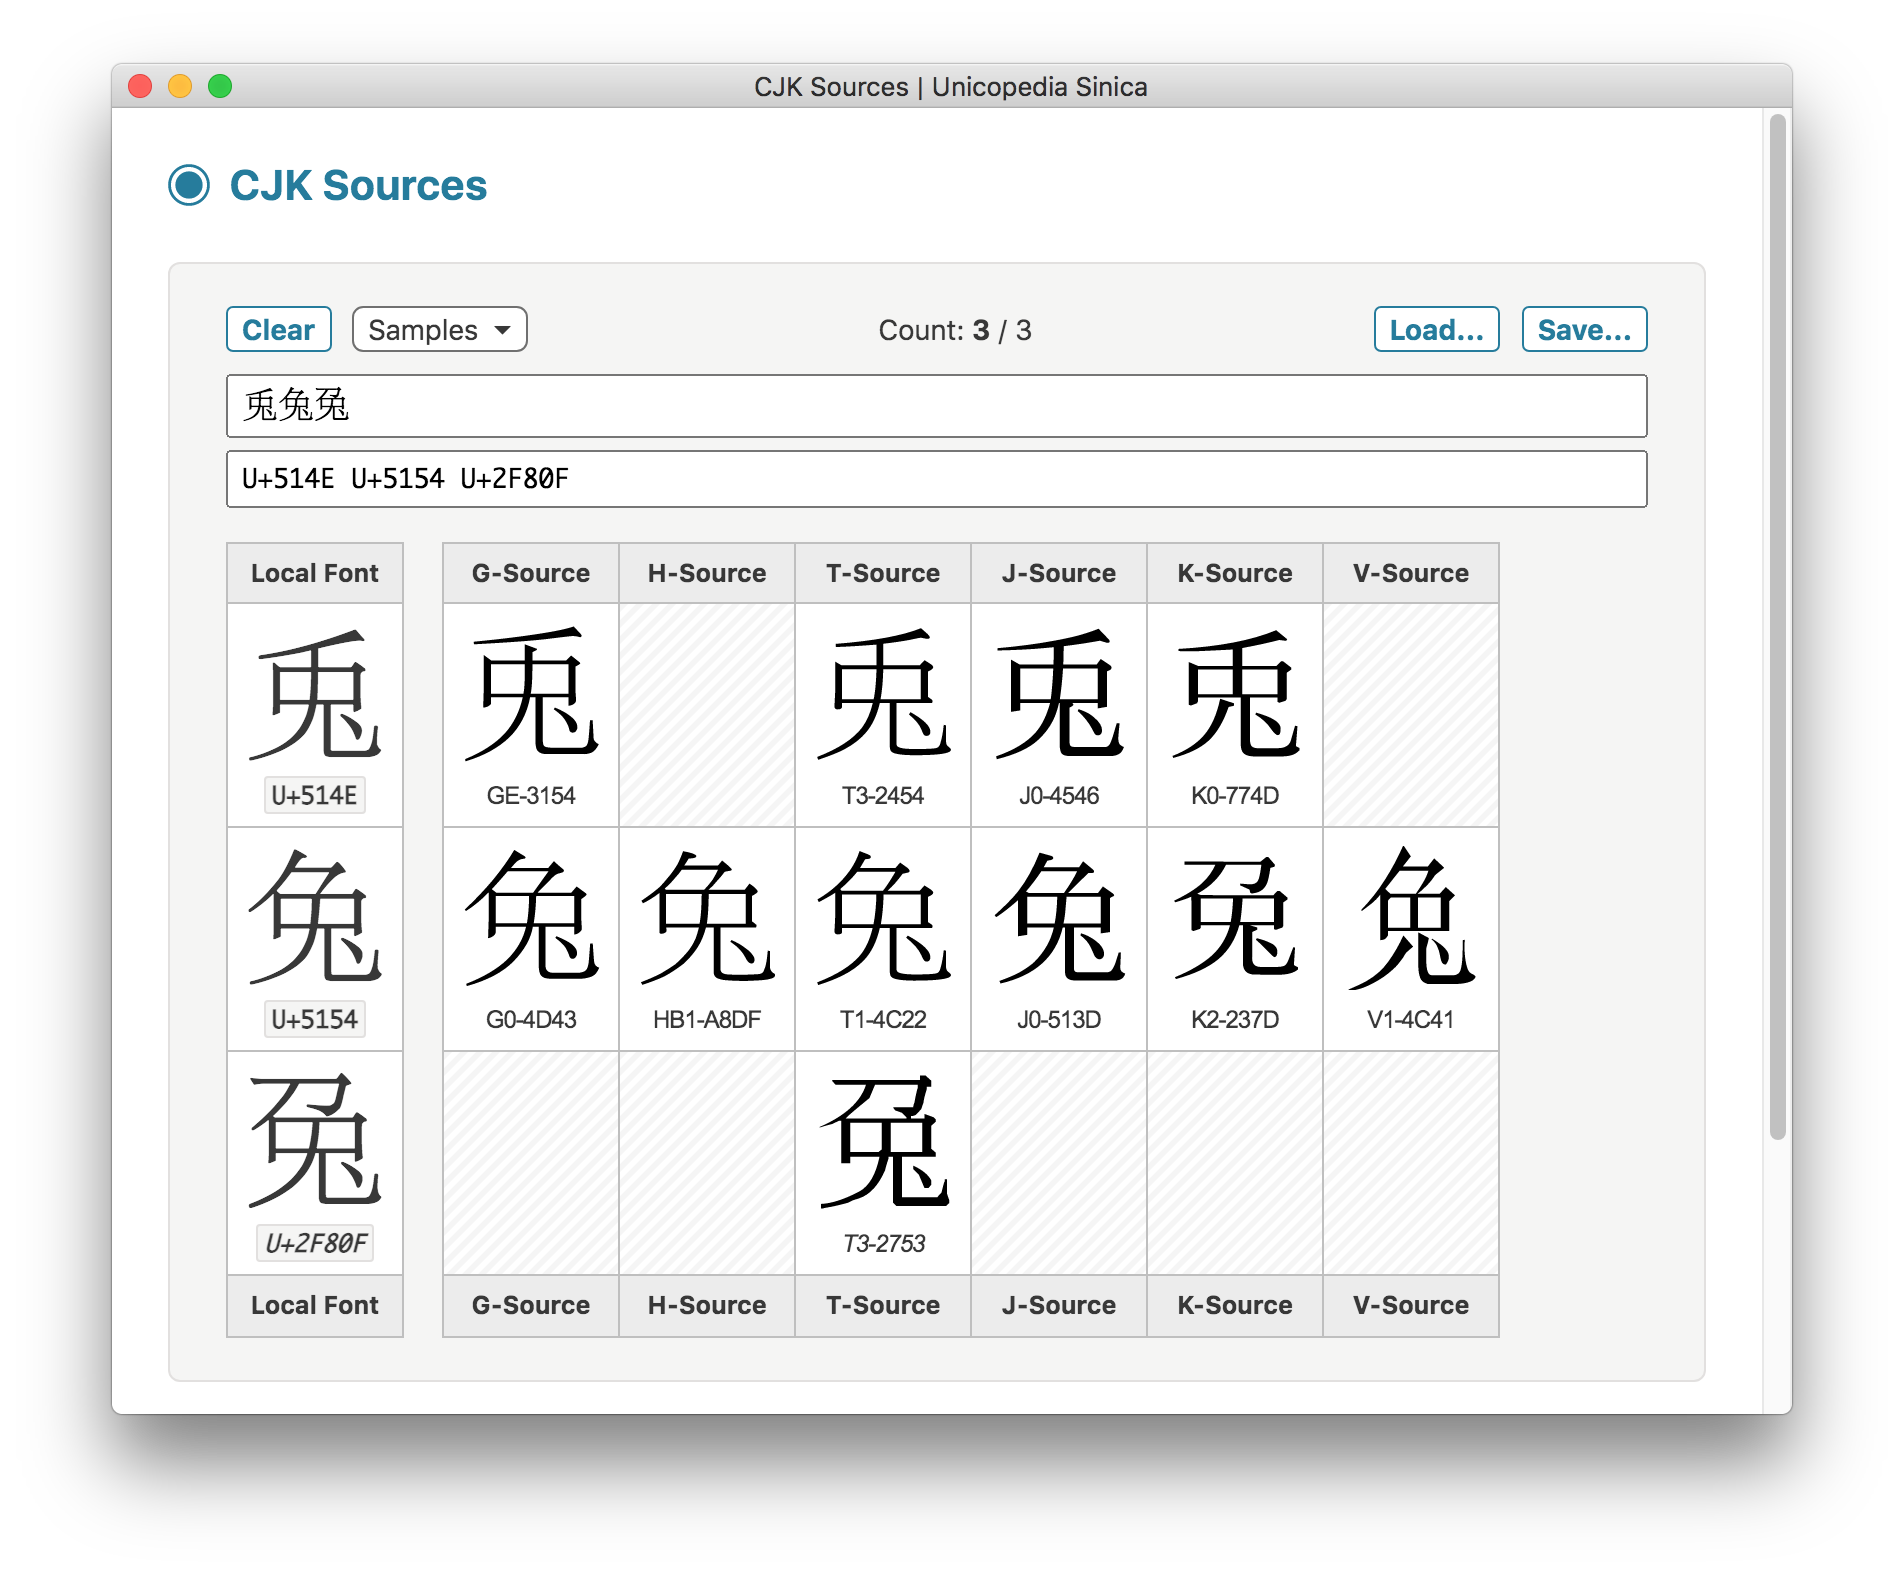 CJK Sources | Unicopedia Sinica
CJK Sources
Clear Samples Count: 3 / 3 Load... Save...
兎兔兔
U+514E U+5154 U+2F80F
Local Font G-Source H-Source T-Source J-Source K-Source V-Source
兎 兎 兎 兎 兎
U+514E GE-3154 T3-2454 J0-4546 K0-774D
兔 兔 兔 兔 兔 兔 兔
U+5154 G0-4D43 HB1-A8DF T1-4C22 J0-513D K2-237D V1-4C41
兔 兔
U+2F80F T3-2753
Local Font G-Source H-Source T-Source J-Source K-Source V-Source